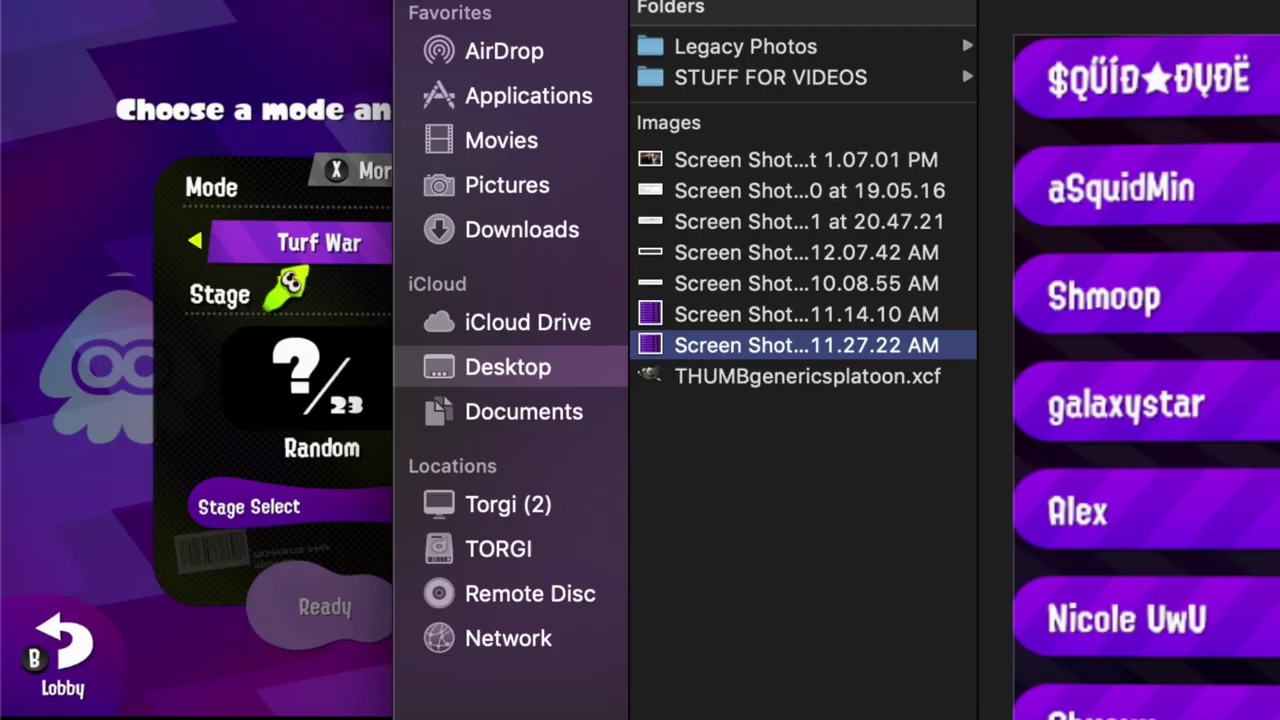 Choose a mode an
X Mor
Mode
Turf War
Stage
?/23
Random
Stage Select
Ready
B
Lobby
Favorites
AirDrop
Applications
Movies
Pictures
Downloads
iCloud
iCloud Drive
Desktop
Documents
Locations
Torgi (2)
TORGI
Remote Disc
Network
Folders
Legacy Photos
STUFF FOR VIDEOS
Images
Screen Shot...t 1.07.01 PM
Screen Shot...0 at 19.05.16
Screen Shot...1 at 20.47.21
Screen Shot...12.07.42 AM
Screen Shot...10.08.55 AM
Screen Shot...11.14.10 AM
Screen Shot...11.27.22 AM
THUMBgenericsplatoon.xcf
$QŰÍĐ★ĐŲĐË
aSquidMin
Shmoop
galaxystar
Alex
Nicole UwU